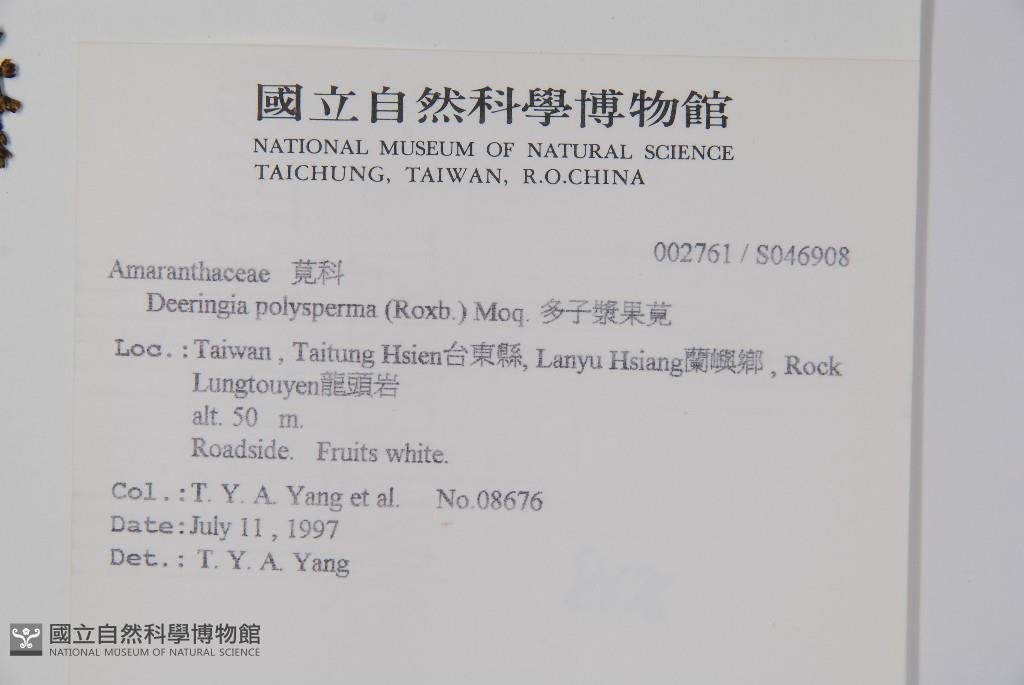 國立自然科學博物館
NATIONAL MUSEUM OF NATURAL SCIENCE
TAICHUNG, TAIWAN, R.O.CHINA
002761 / S046908
Amaranthaceae 莧科
Deeringia polysperma (Roxb.) Moq. 多子漿果莧
Loc.:Taiwan , Taitung Hsien台東縣, Lanyu Hsiang蘭嶼鄉 , Rock
Lungtouyen龍頭岩
alt. 50 m.
Roadside. Fruits white.
Col.:T. Y. A. Yang et al. No.08676
Date:July 11 , 1997
Det.: T. Y. A. Yang
國立自然科學博物館
NATIONAL MUSEUM OF NATURAL SCIENCE